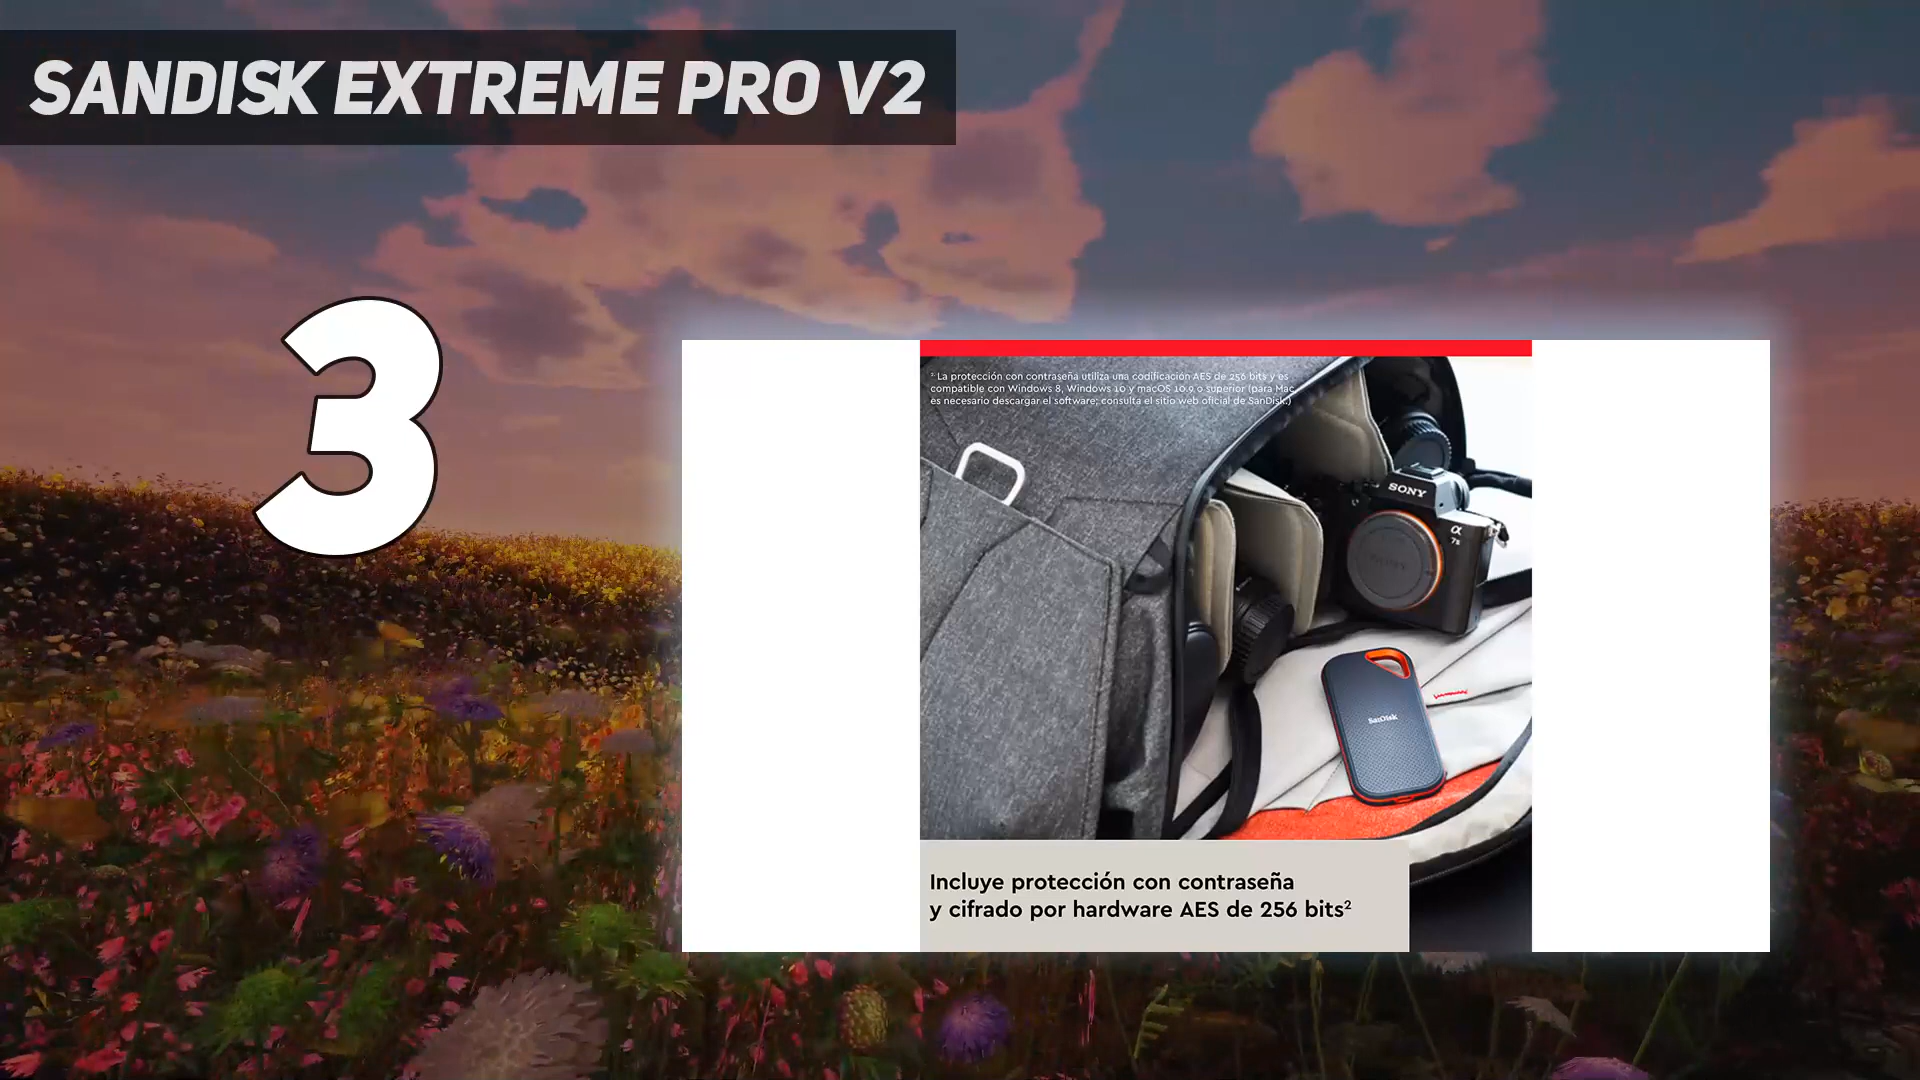 SANDISK EXTREME PRO V2
3
2. La protección con contraseña utiliza una codificación AES de 256 bits y es
compatible con Windows 8, Windows 10 y macOS 10.9 o superior (para Mac
es necesario descargar el software; consulta el sitio web oficial de SanDisk.)
SONY
α
7II
SanDisk
Incluye protección con contraseña
y cifrado por hardware AES de 256 bits²